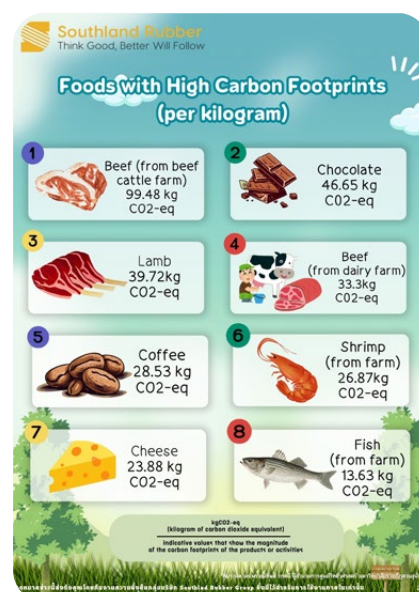 Southland Rubber
Think Good, Better Will Follow
Foods with High Carbon Footprints
(per kilogram)
1
Beef (from beef
cattle farm)
99.48 kg
CO2-eq
2
Chocolate
46.65 kg
CO2-eq
3
Lamb
39.72kg
CO2-eq
4
Beef
(from dairy farm)
33.3kg
CO2-eq
5
Coffee
28.53 kg
CO2-eq
6
Shrimp
(from farm)
26.87kg
CO2-eq
7
Cheese
23.88 kg
CO2-eq
8
Fish
(from farm)
13.63 kg
CO2-eq
kgCO2-eq
(kilogram of carbon dioxide equivalent)
indicative values that show the magnitude
of the carbon footprints of the products or activities